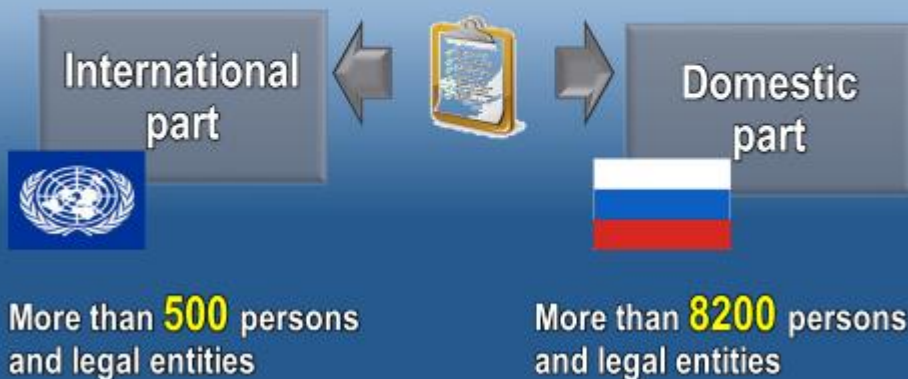 International
part
Domestic
part
More than 500 persons
and legal entities
More than 8200 persons
and legal entities